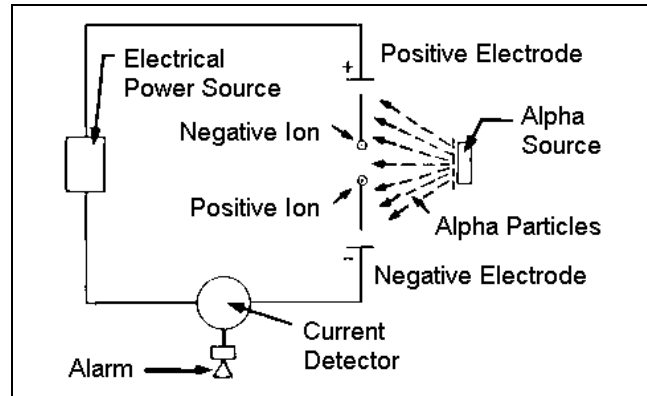 Electrical
Power Source
+
Positive Electrode
Negative Ion
Alpha
Source
Positive Ion
Alpha Particles
-
Negative Electrode
Current
Detector
Alarm